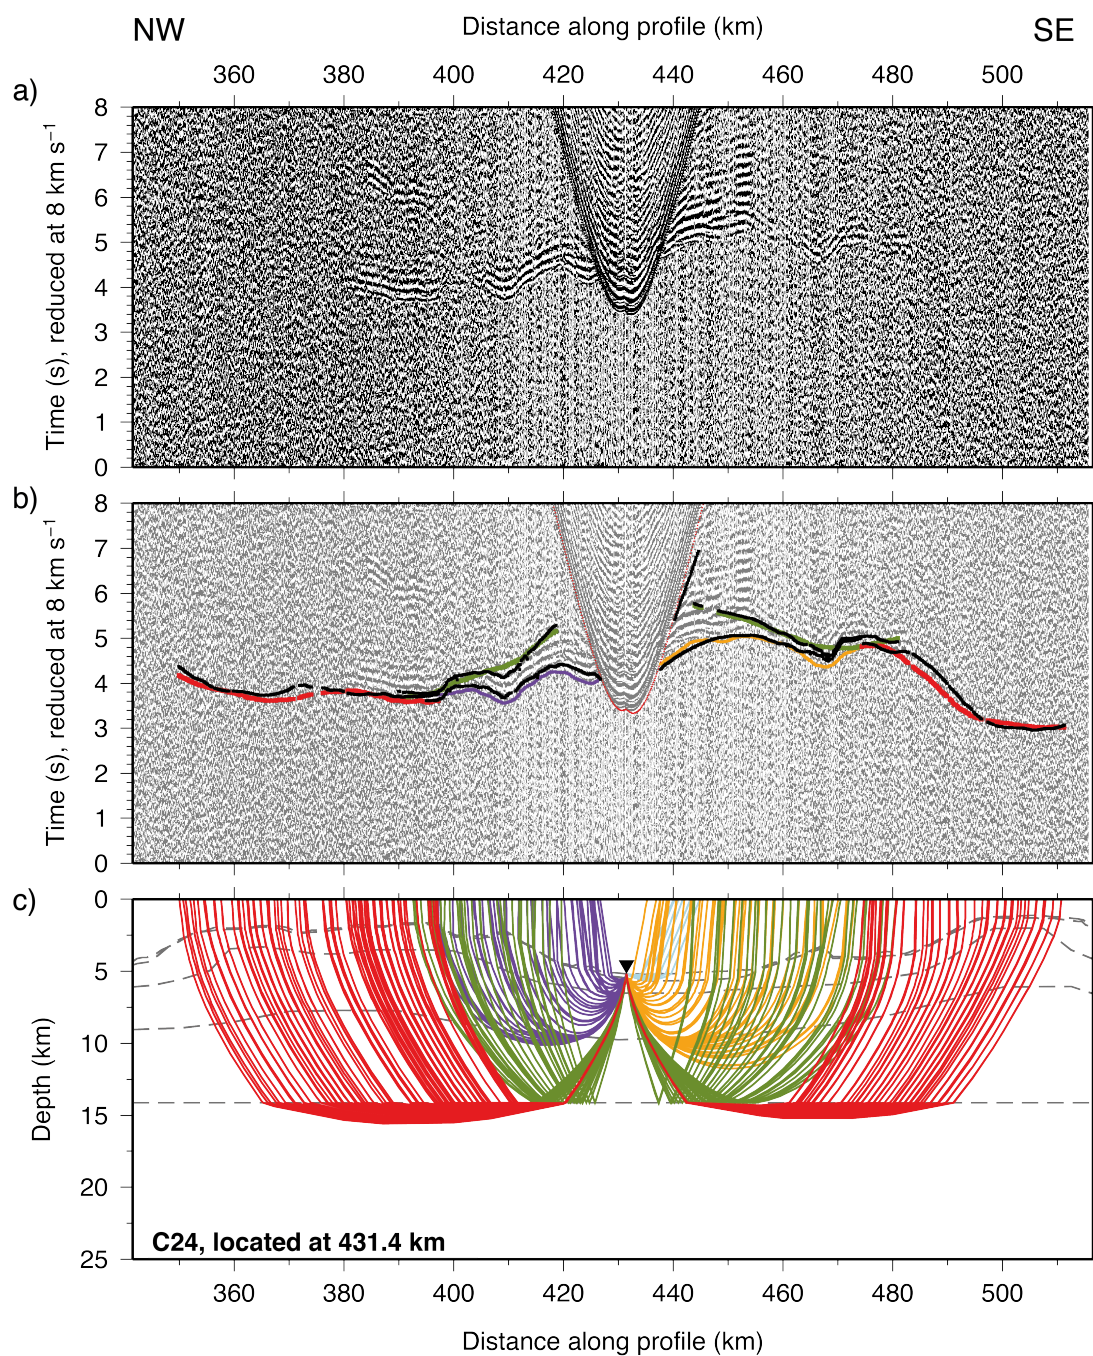 NW Distance along profile (km) SE
360 380 400 420 440 460 480 500
a)
Time (s), reduced at 8 km s⁻¹
8
7
6
5
4
3
2
1
0
b)
Time (s), reduced at 8 km s⁻¹
8
7
6
5
4
3
2
1
0
c)
Depth (km)
0
5
10
15
20
25
C24, located at 431.4 km
360 380 400 420 440 460 480 500
Distance along profile (km)